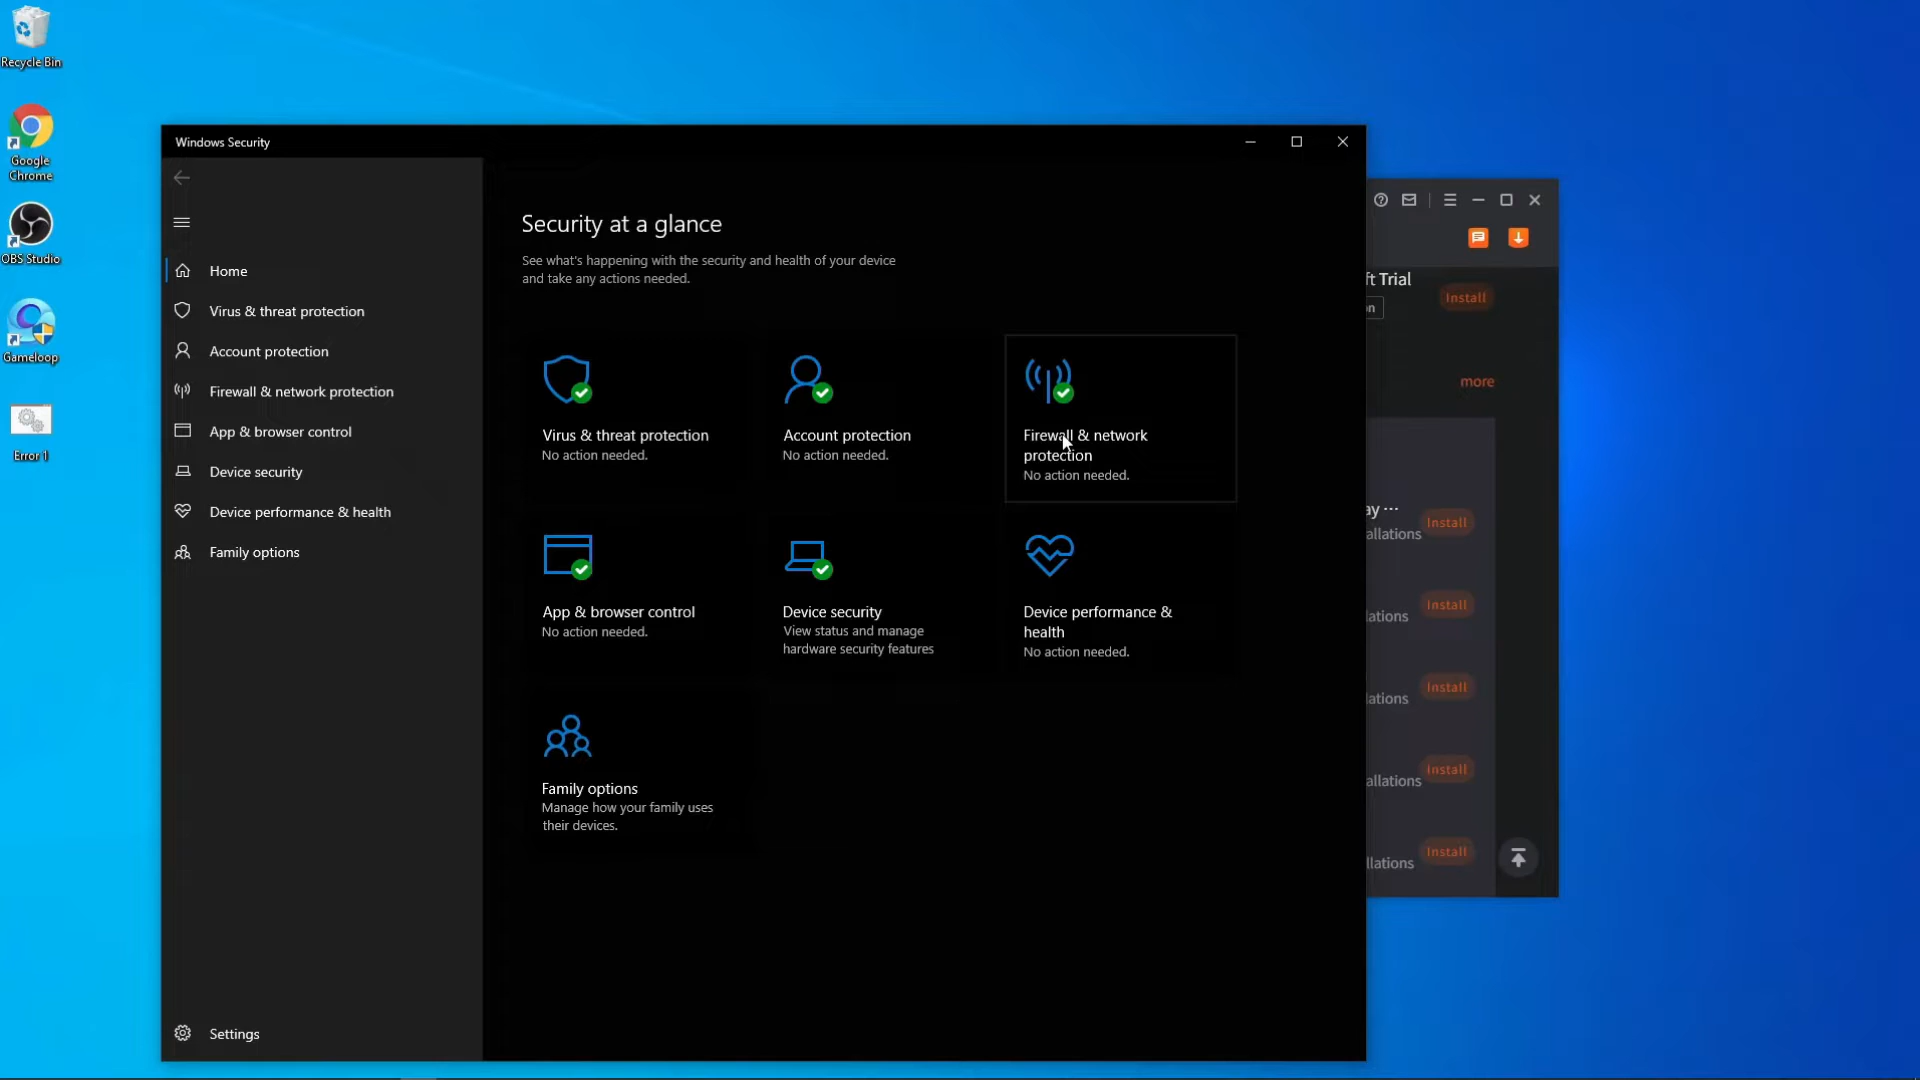 Recycle Bin
Google
Chrome
OBS Studio
Gameloop
Error 1
Windows Security
Home
Virus & threat protection
Account protection
Firewall & network protection
App & browser control
Device security
Device performance & health
Family options
Settings
Security at a glance
See what's happening with the security and health of your device
and take any actions needed.
Virus & threat protection
No action needed.
Account protection
No action needed.
Firewall & network
protection
No action needed.
App & browser control
No action needed.
Device security
View status and manage
hardware security features
Device performance &
health
No action needed.
Family options
Manage how your family uses
their devices.
ft Trial
Install
n
more
ay ...
Install
allations
Install
lations
Install
lations
Install
allations
Install
llations